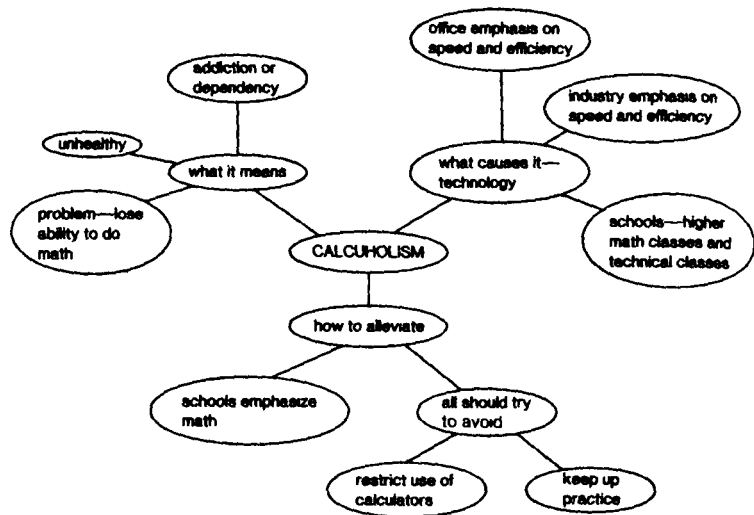 office emphasis on
speed and efficiency
addiction or
dependency
industry emphasis on
speed and efficiency
unhealthy
what it means
what causes it—
technology
problem—lose
ability to do
math
schools—higher
math classes and
technical classes
CALCUHOLISM
how to alleviate
schools emphasize
math
all should try
to avoid
restrict use of
calculators
keep up
practice